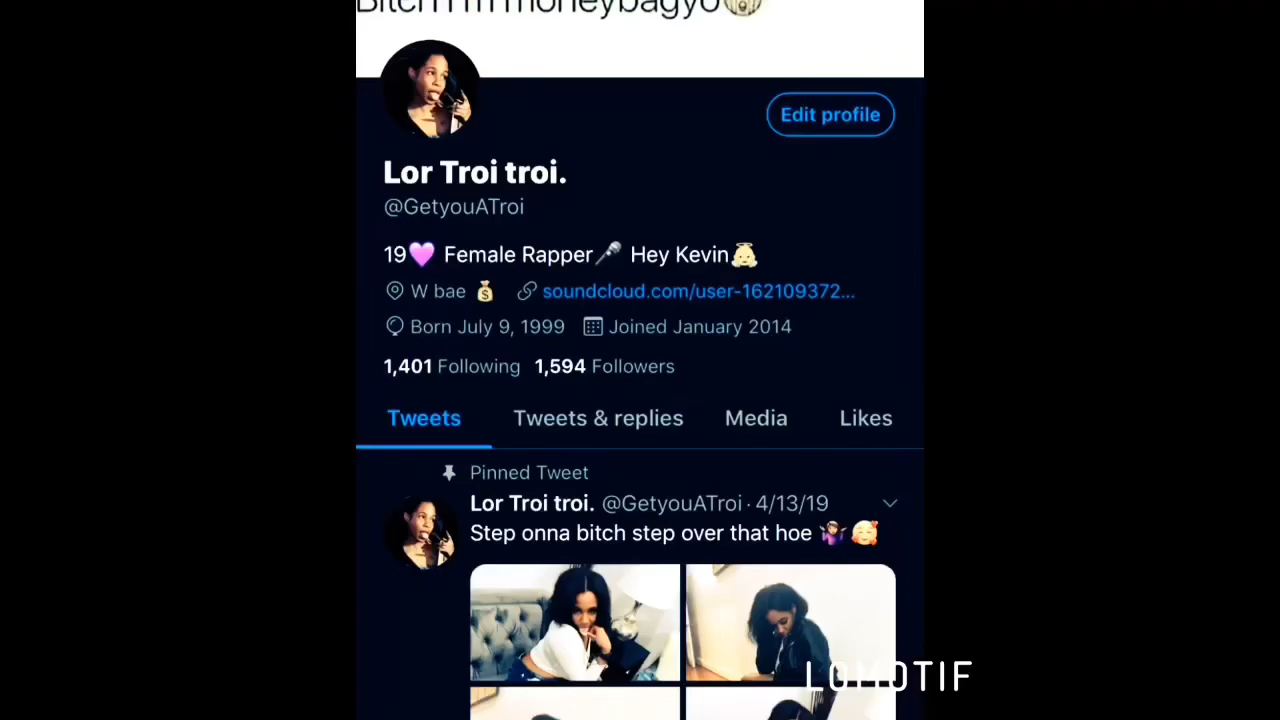 Bitch I'm moneybagyo
Edit profile
Lor Troi troi.
@GetyouATroi
19 Female Rapper Hey Kevin
W bae soundcloud.com/user-162109372...
Born July 9, 1999 Joined January 2014
1,401 Following 1,594 Followers
Tweets Tweets & replies Media Likes
Pinned Tweet
Lor Troi troi. @GetyouATroi · 4/13/19
Step onna bitch step over that hoe
LOMOTIF